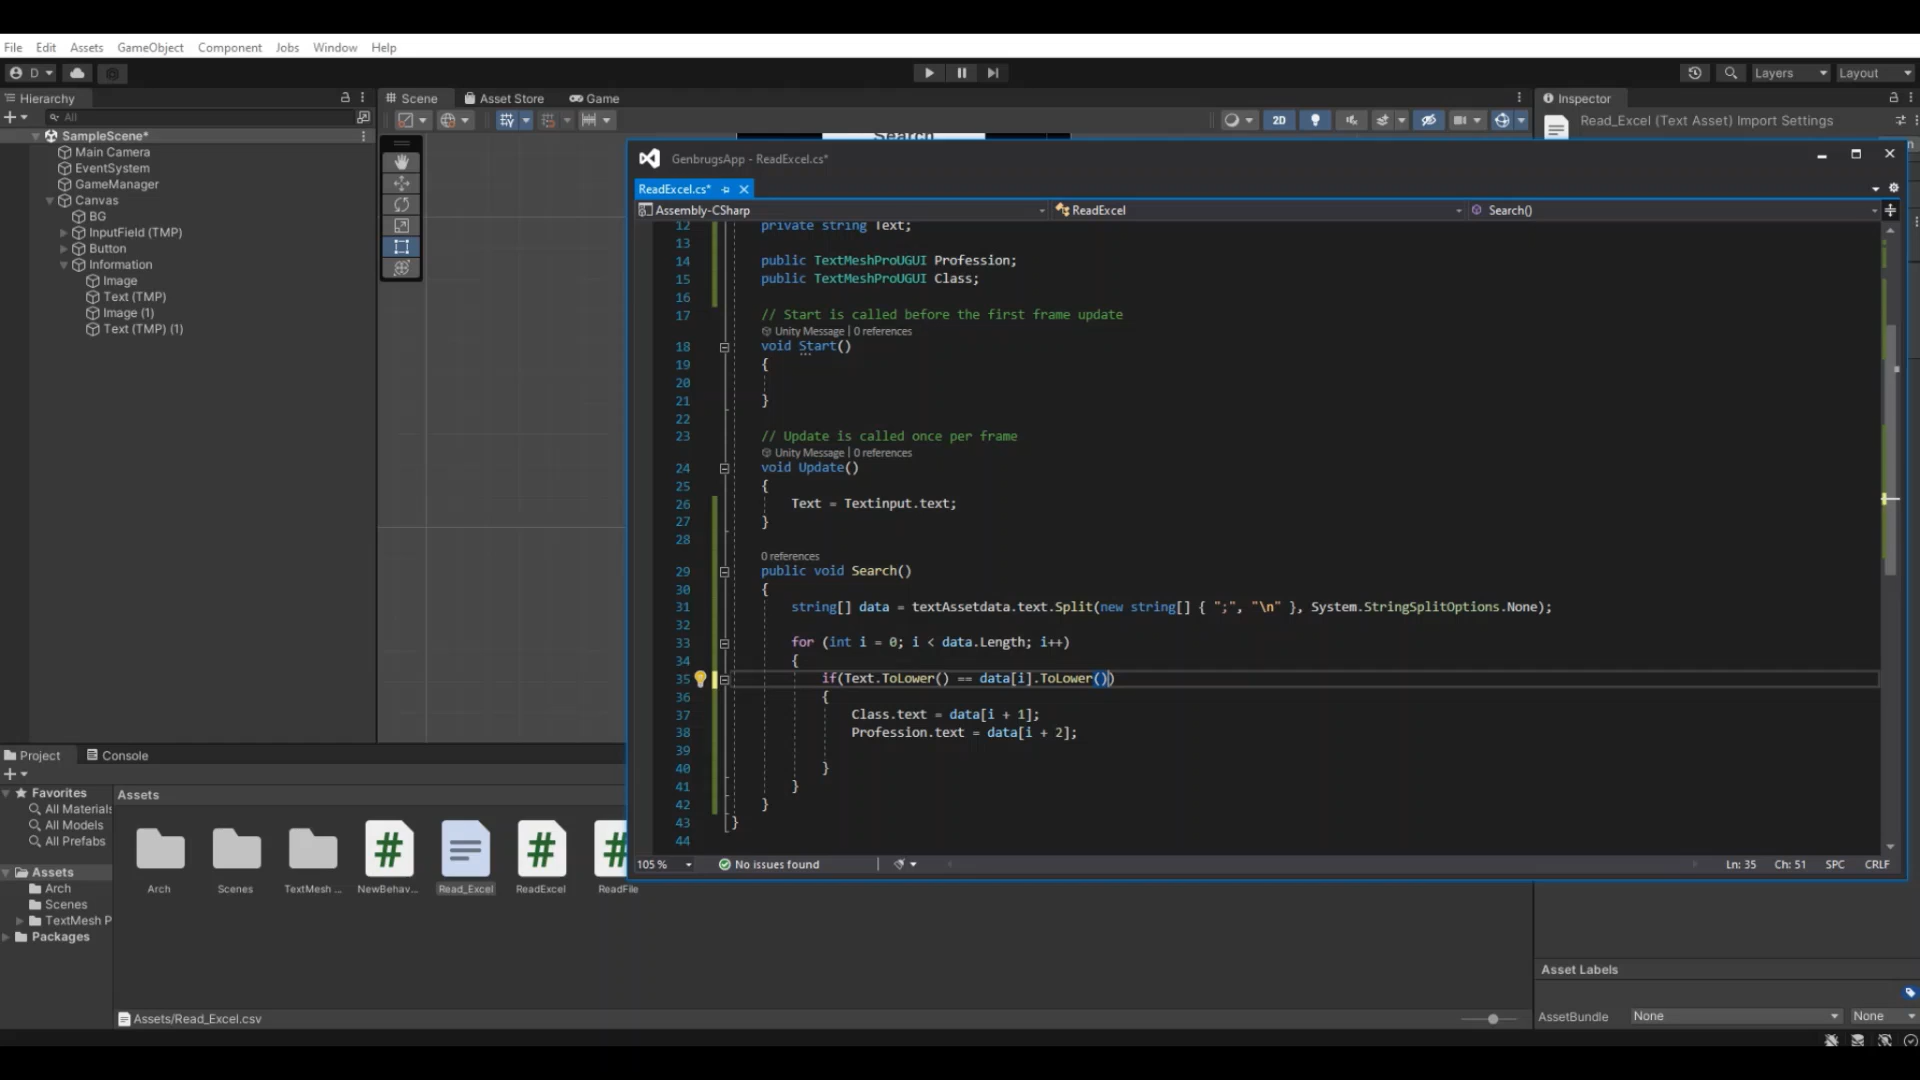 File Edit Assets GameObject Component Jobs Window Help
D Layers Layout
Hierarchy
All
SampleScene*
Main Camera
EventSystem
GameManager
Canvas
BG
InputField (TMP)
Button
Information
Image
Text (TMP)
Image (1)
Text (TMP) (1)
Scene Asset Store Game
2D
Search
Inspector
Read_Excel (Text Asset) Import Settings
GenbrugsApp - ReadExcel.cs*
ReadExcel.cs*
Assembly-CSharp ReadExcel Search()
12 private string Text;
13
14 public TextMeshProUGUI Profession;
15 public TextMeshProUGUI Class;
16
17 // Start is called before the first frame update
Unity Message | 0 references
18 void Start()
19 {
20
21 }
22
23 // Update is called once per frame
Unity Message | 0 references
24 void Update()
25 {
26 Text = Textinput.text;
27 }
28
0 references
29 public void Search()
30 {
31 string[] data = textAssetdata.text.Split(new string[] { ";", "\n" }, System.StringSplitOptions.None);
32
33 for (int i = 0; i < data.Length; i++)
34 {
35 if(Text.ToLower() == data[i].ToLower())
36 {
37 Class.text = data[i + 1];
38 Profession.text = data[i + 2];
39
40 }
41 }
42 }
43 }
44
105 % No issues found Ln: 35 Ch: 51 SPC CRLF
Project Console
Favorites
All Materials
All Models
All Prefabs
Assets
Arch
Scenes
TextMesh P
Packages
Assets
Arch Scenes TextMesh ... NewBehav... Read_Excel ReadExcel ReadFile
Assets/Read_Excel.csv
Asset Labels
AssetBundle None None